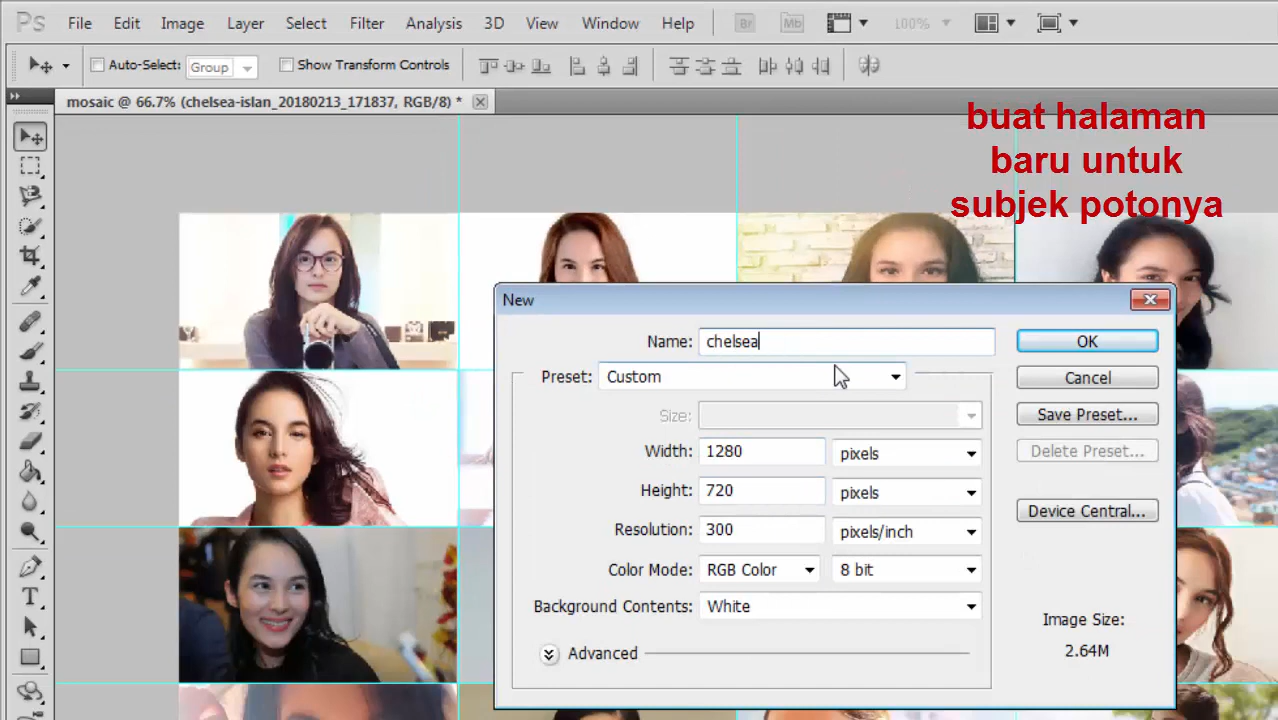 Ps File Edit Image Layer Select Filter Analysis 3D View Window Help Br Mb 100%
Auto-Select: Group Show Transform Controls
mosaic @ 66.7% (chelsea-islan_20180213_171837, RGB/8) *
buat halaman
baru untuk
subjek potonya
New
Name: chelsea OK
Preset: Custom Cancel
Size: Save Preset...
Width: 1280 pixels Delete Preset...
Height: 720 pixels
Device Central...
Resolution: 300 pixels/inch
Color Mode: RGB Color 8 bit
Background Contents: White
Image Size:
2.64M
Advanced